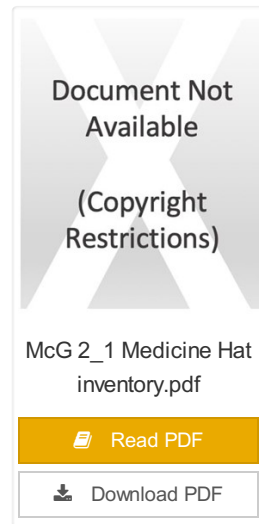 Document Not
Available
(Copyright
Restrictions)
McG 2_1 Medicine Hat
inventory.pdf
Read PDF
Download PDF